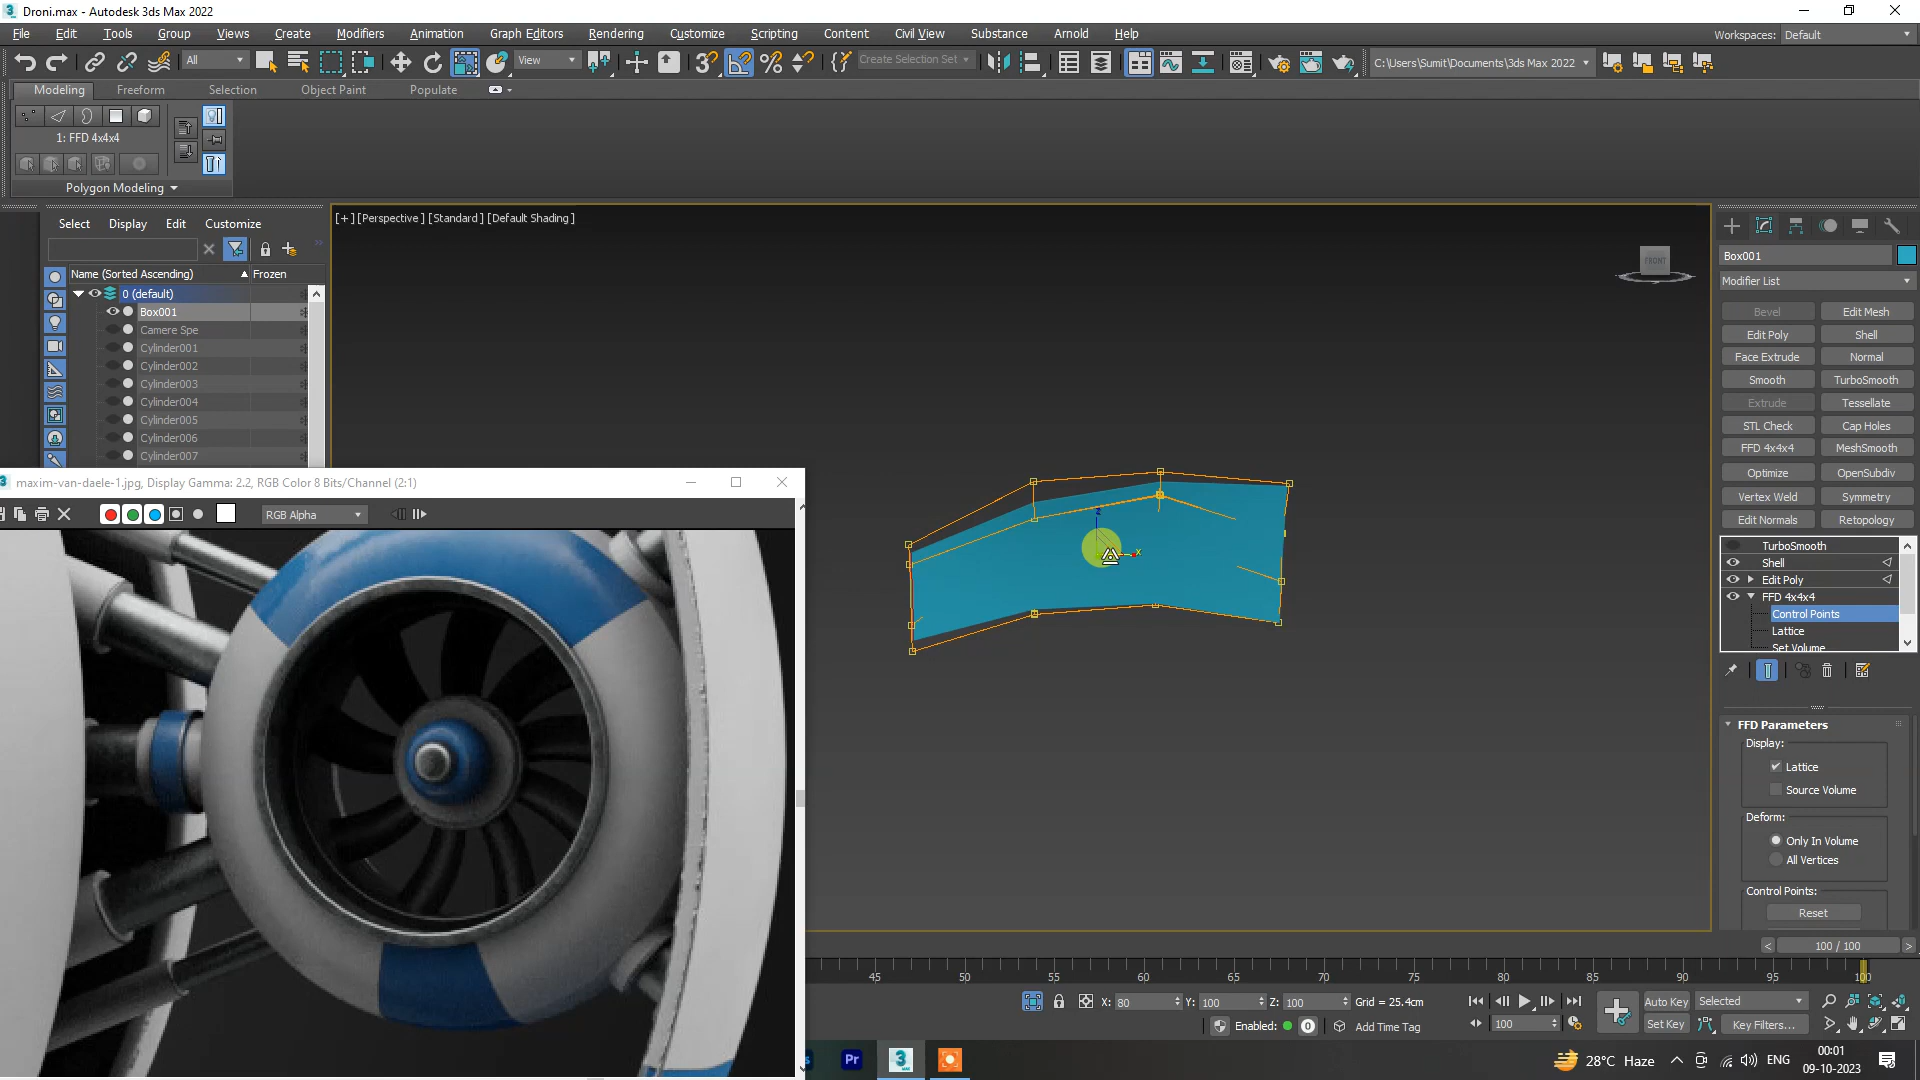 Droni.max - Autodesk 3ds Max 2022
File Edit Tools Group Views Create Modifiers Animation Graph Editors Rendering Customize Scripting Content Civil View Substance Arnold Help
Workspaces: Default
All
View
Create Selection Set
C:\Users\Sumit\Documents\3ds Max 2022
Modeling Freeform Selection Object Paint Populate
1: FFD 4x4x4
Polygon Modeling
Select Display Edit Customize
Name (Sorted Ascending) Frozen
0 (default)
Box001
Camere Spe
Cylinder001
Cylinder002
Cylinder003
Cylinder004
Cylinder005
Cylinder006
Cylinder007
[+] [Perspective] [Standard] [Default Shading]
FRONT
z
x
maxim-van-daele-1.jpg, Display Gamma: 2.2, RGB Color 8 Bits/Channel (2:1)
RGB Alpha
Box001
Modifier List
Bevel Edit Mesh
Edit Poly Shell
Face Extrude Normal
Smooth TurboSmooth
Extrude Tessellate
STL Check Cap Holes
FFD 4x4x4 MeshSmooth
Optimize OpenSubdiv
Vertex Weld Symmetry
Edit Normals Retopology
TurboSmooth
Shell
Edit Poly
FFD 4x4x4
Control Points
Lattice
Set Volume
FFD Parameters
Display:
Lattice
Source Volume
Deform:
Only In Volume
All Vertices
Control Points:
Reset
100 / 100
45 50 55 60 65 70 75 80 85 90 95 100
X: 80 Y: 100 Z: 100 Grid = 25.4cm
Auto Key Selected
Enabled: 0 Add Time Tag
100
Set Key Key Filters...
Pr
3
28°C Haze
ENG
00:01
09-10-2023